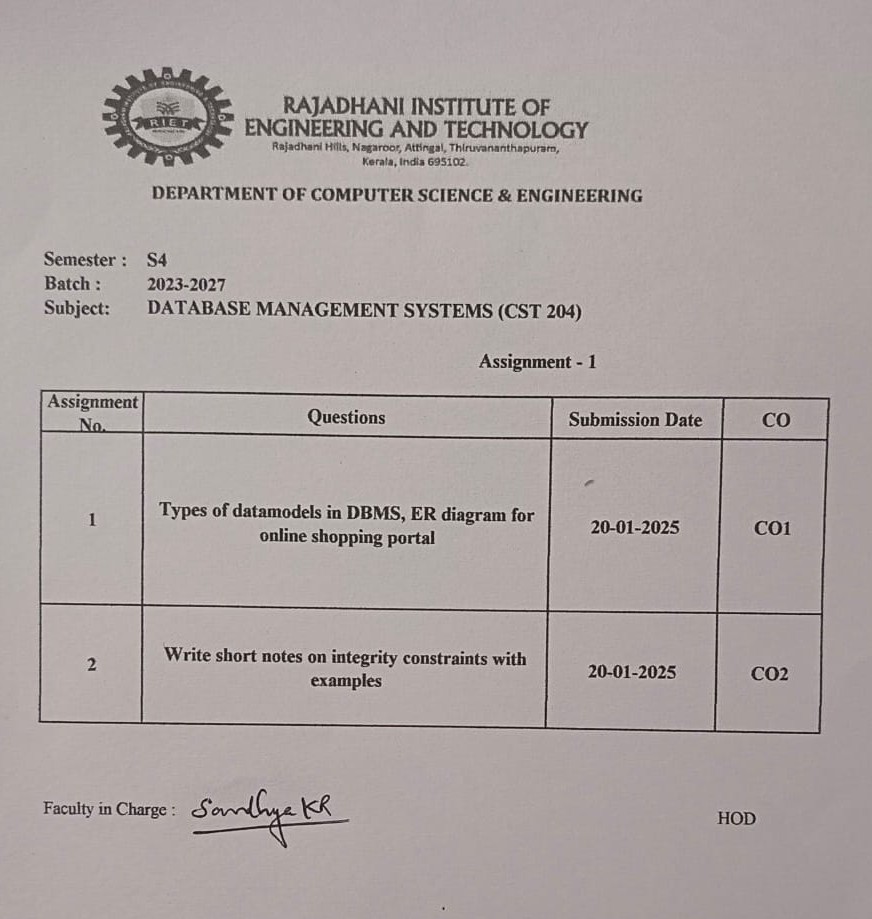 RIET
RAJADHANI INSTITUTE OF
ENGINEERING AND TECHNOLOGY
Rajadhani Hills, Nagaroor, Attingal, Thiruvananthapuram,
Kerala, India 695102.
DEPARTMENT OF COMPUTER SCIENCE & ENGINEERING
Semester : S4
Batch : 2023-2027
Subject: DATABASE MANAGEMENT SYSTEMS (CST 204)
Assignment - 1
Assignment No. Questions Submission Date CO
1 Types of datamodels in DBMS, ER diagram for
online shopping portal 20-01-2025 CO1
2 Write short notes on integrity constraints with
examples 20-01-2025 CO2
Faculty in Charge : Sandhya KR
HOD